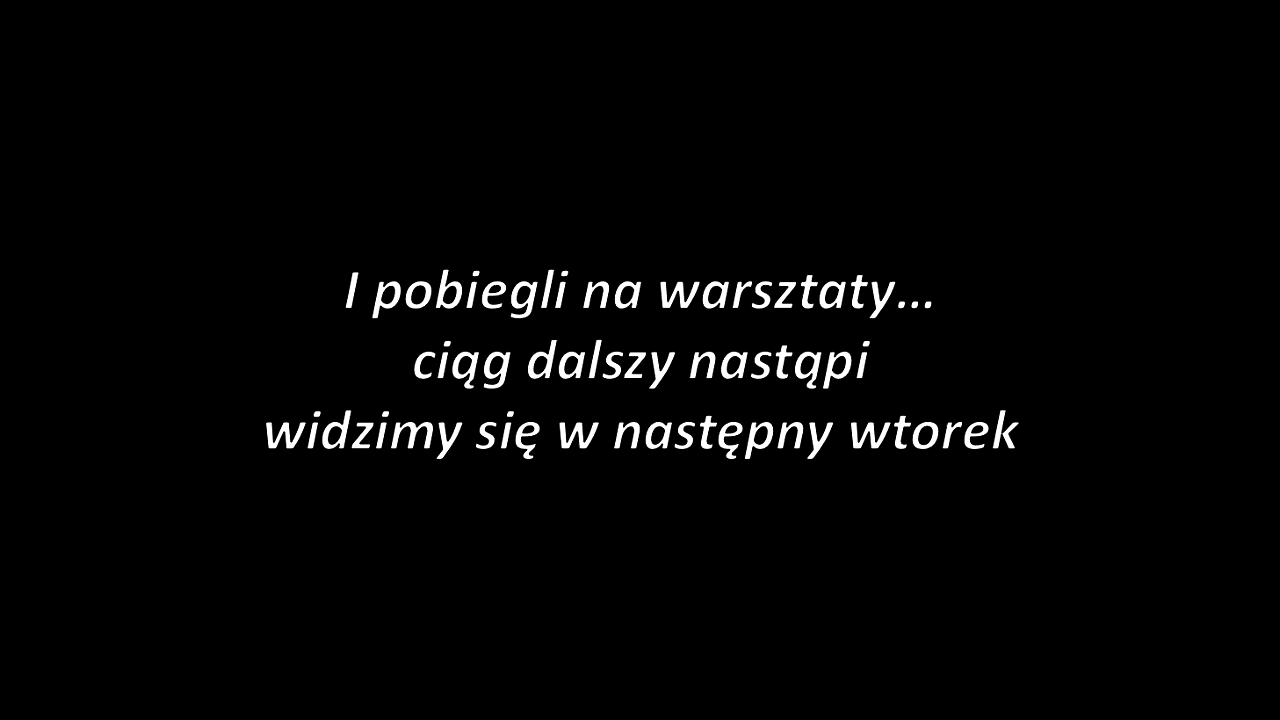 I pobiegli na warsztaty...
ciąg dalszy nastąpi
widzimy się w następny wtorek